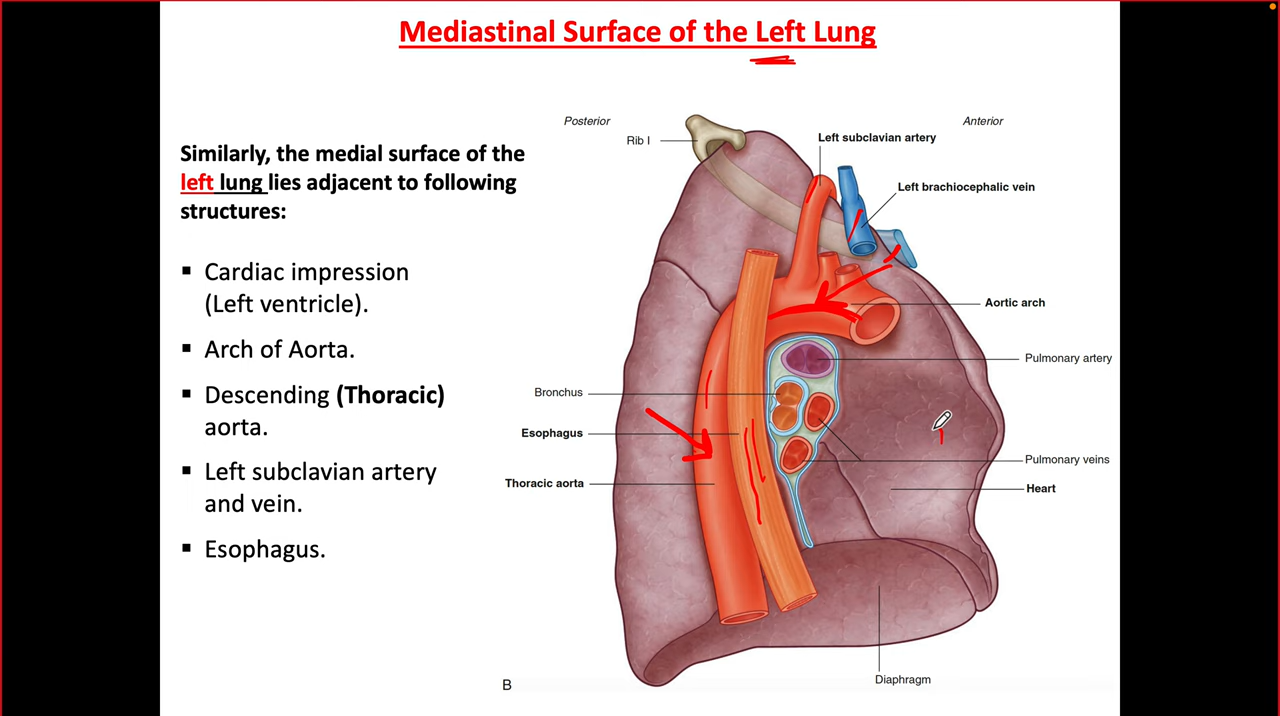 Mediastinal Surface of the Left Lung
Similarly, the medial surface of the
left lung lies adjacent to following
structures:
▪ Cardiac impression
(Left ventricle).
▪ Arch of Aorta.
▪ Descending (Thoracic)
aorta.
▪ Left subclavian artery
and vein.
▪ Esophagus.
Posterior
Anterior
Rib I
Left subclavian artery
Left brachiocephalic vein
Aortic arch
Pulmonary artery
Bronchus
Esophagus
Pulmonary veins
Thoracic aorta
Heart
Diaphragm
B